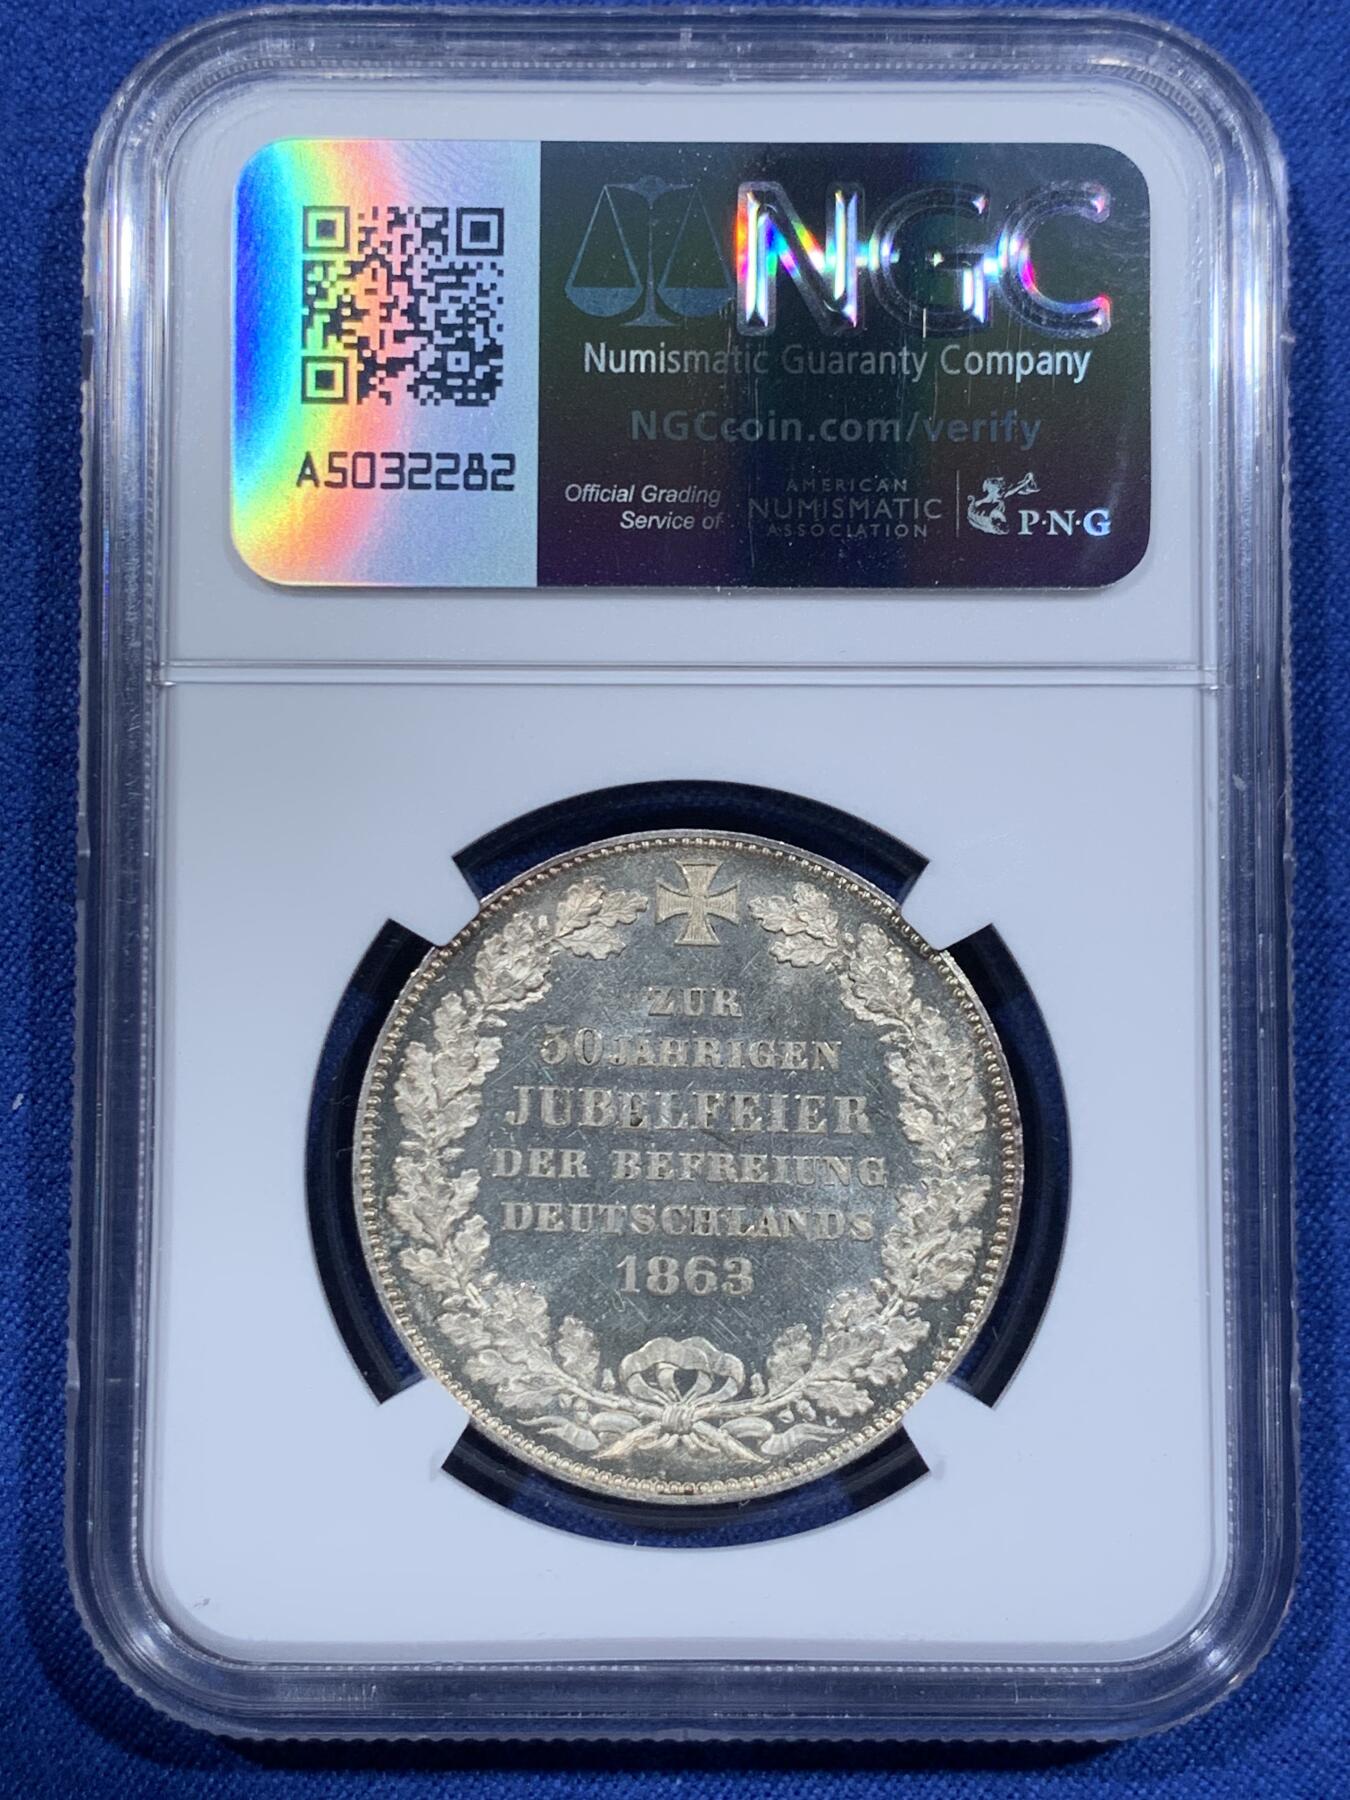 NGC
Numismatic Guaranty Company
NGCcoin.com/verify
A5032282
Official Grading
Service of
AMERICAN
NUMISMATIC
ASSOCIATION
P·N·G
ZUR
50JÄHRIGEN
JUBELFEIER
DER BEFREIUNG
DEUTSCHLANDS
1863